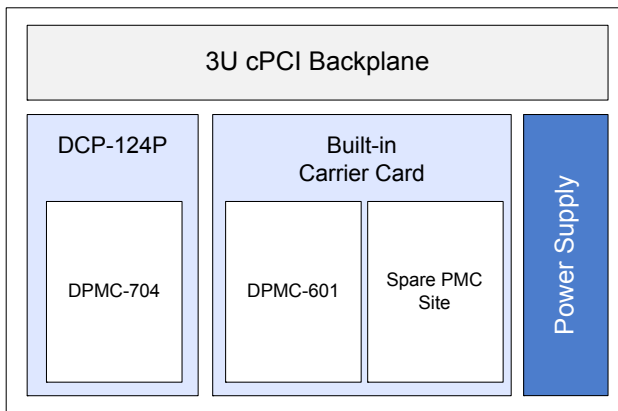 3U cPCI Backplane
DCP-124P
Built-in
Carrier Card
Power Supply
DPMC-704
DPMC-601
Spare PMC
Site